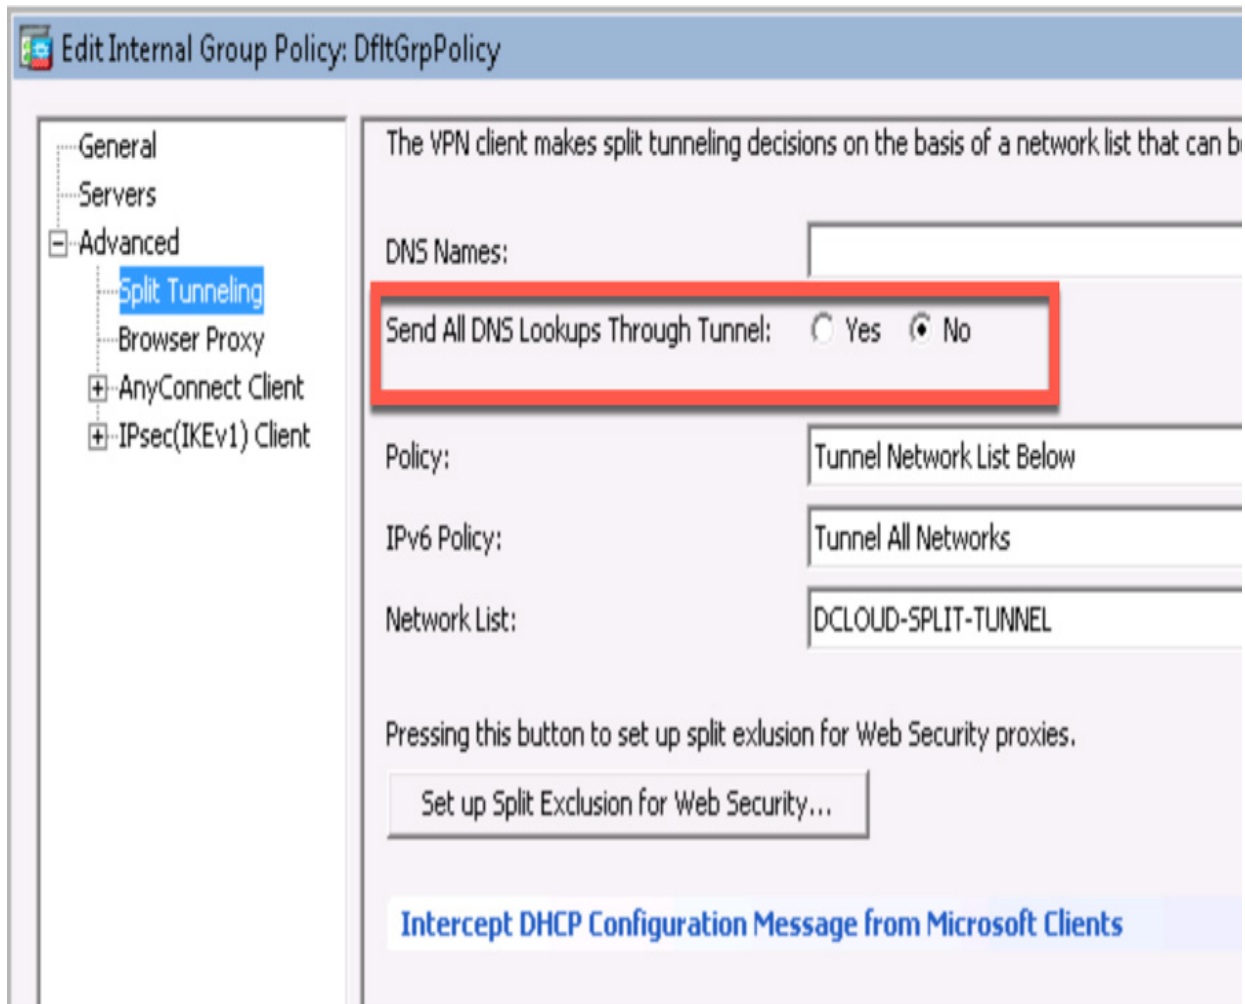 Edit Internal Group Policy: DfltGrpPolicy
General
Servers
Advanced
Split Tunneling
Browser Proxy
AnyConnect Client
IPsec(IKEv1) Client
The VPN client makes split tunneling decisions on the basis of a network list that can
DNS Names:
Send All DNS Lookups Through Tunnel: Yes No
Policy: Tunnel Network List Below
IPv6 Policy: Tunnel All Networks
Network List: DCLOUD-SPLIT-TUNNEL
Pressing this button to set up split exlusion for Web Security proxies.
Set up Split Exclusion for Web Security...
Intercept DHCP Configuration Message from Microsoft Clients